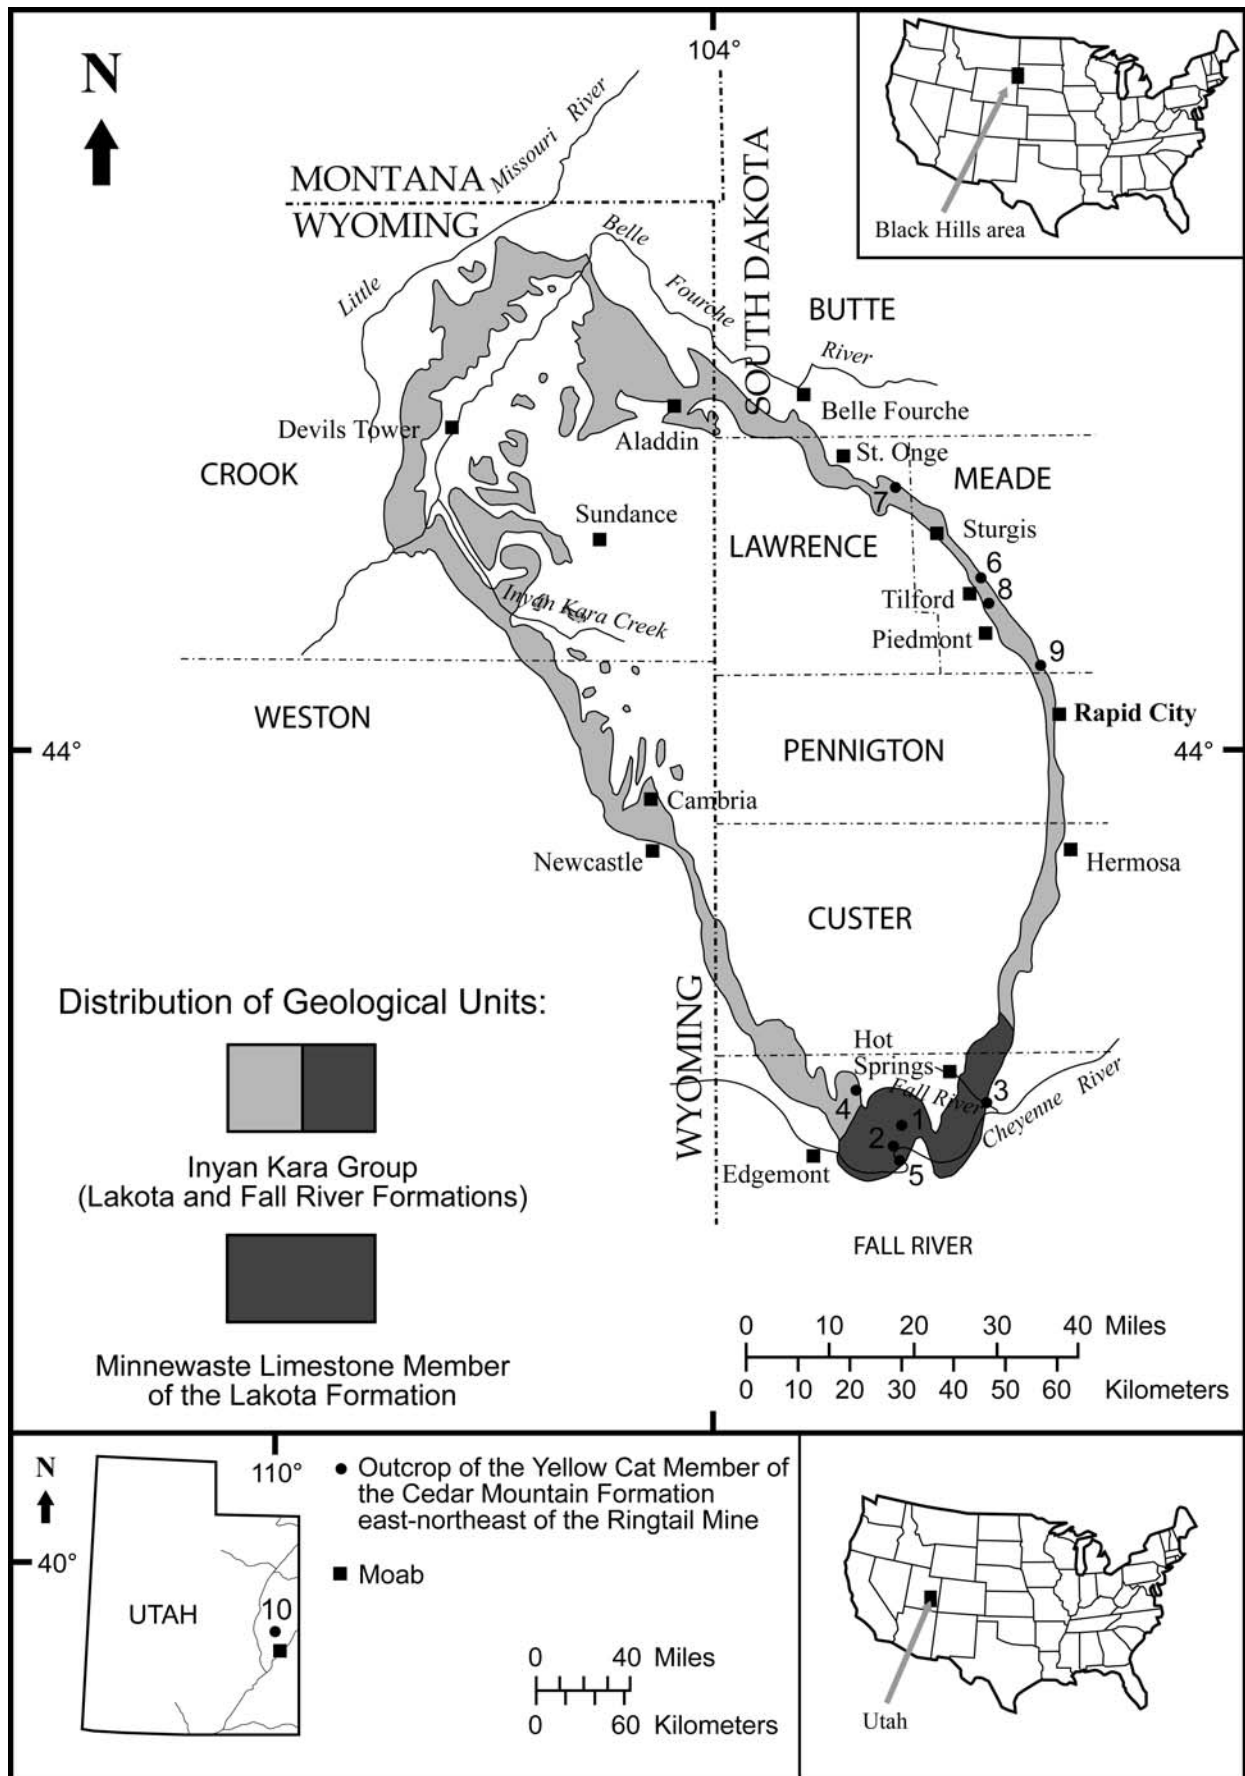 104°
N
Missouri River
MONTANA
WYOMING
Little
Belle
Fourche
River
SOUTH DAKOTA
Black Hills area
BUTTE
Belle Fourche
Devils Tower
Aladdin
St. Onge
CROOK
MEADE
7
Sundance
Sturgis
LAWRENCE
6
8
Tilford
Inyan Kara Creek
Piedmont
9
WESTON
Rapid City
44°
PENNIGTON
44°
Cambria
Newcastle
Hermosa
CUSTER
WYOMING
Distribution of Geological Units:
Hot
Springs
Fall River
3
Cheyenne River
4
1
2
5
Edgemont
Inyan Kara Group
(Lakota and Fall River Formations)
FALL RIVER
Minnewaste Limestone Member
of the Lakota Formation
0 10 20 30 40 Miles
0 10 20 30 40 50 60 Kilometers
N
110°
40°
UTAH
10
Outcrop of the Yellow Cat Member of
the Cedar Mountain Formation
east-northeast of the Ringtail Mine
Moab
0 40 Miles
0 60 Kilometers
Utah